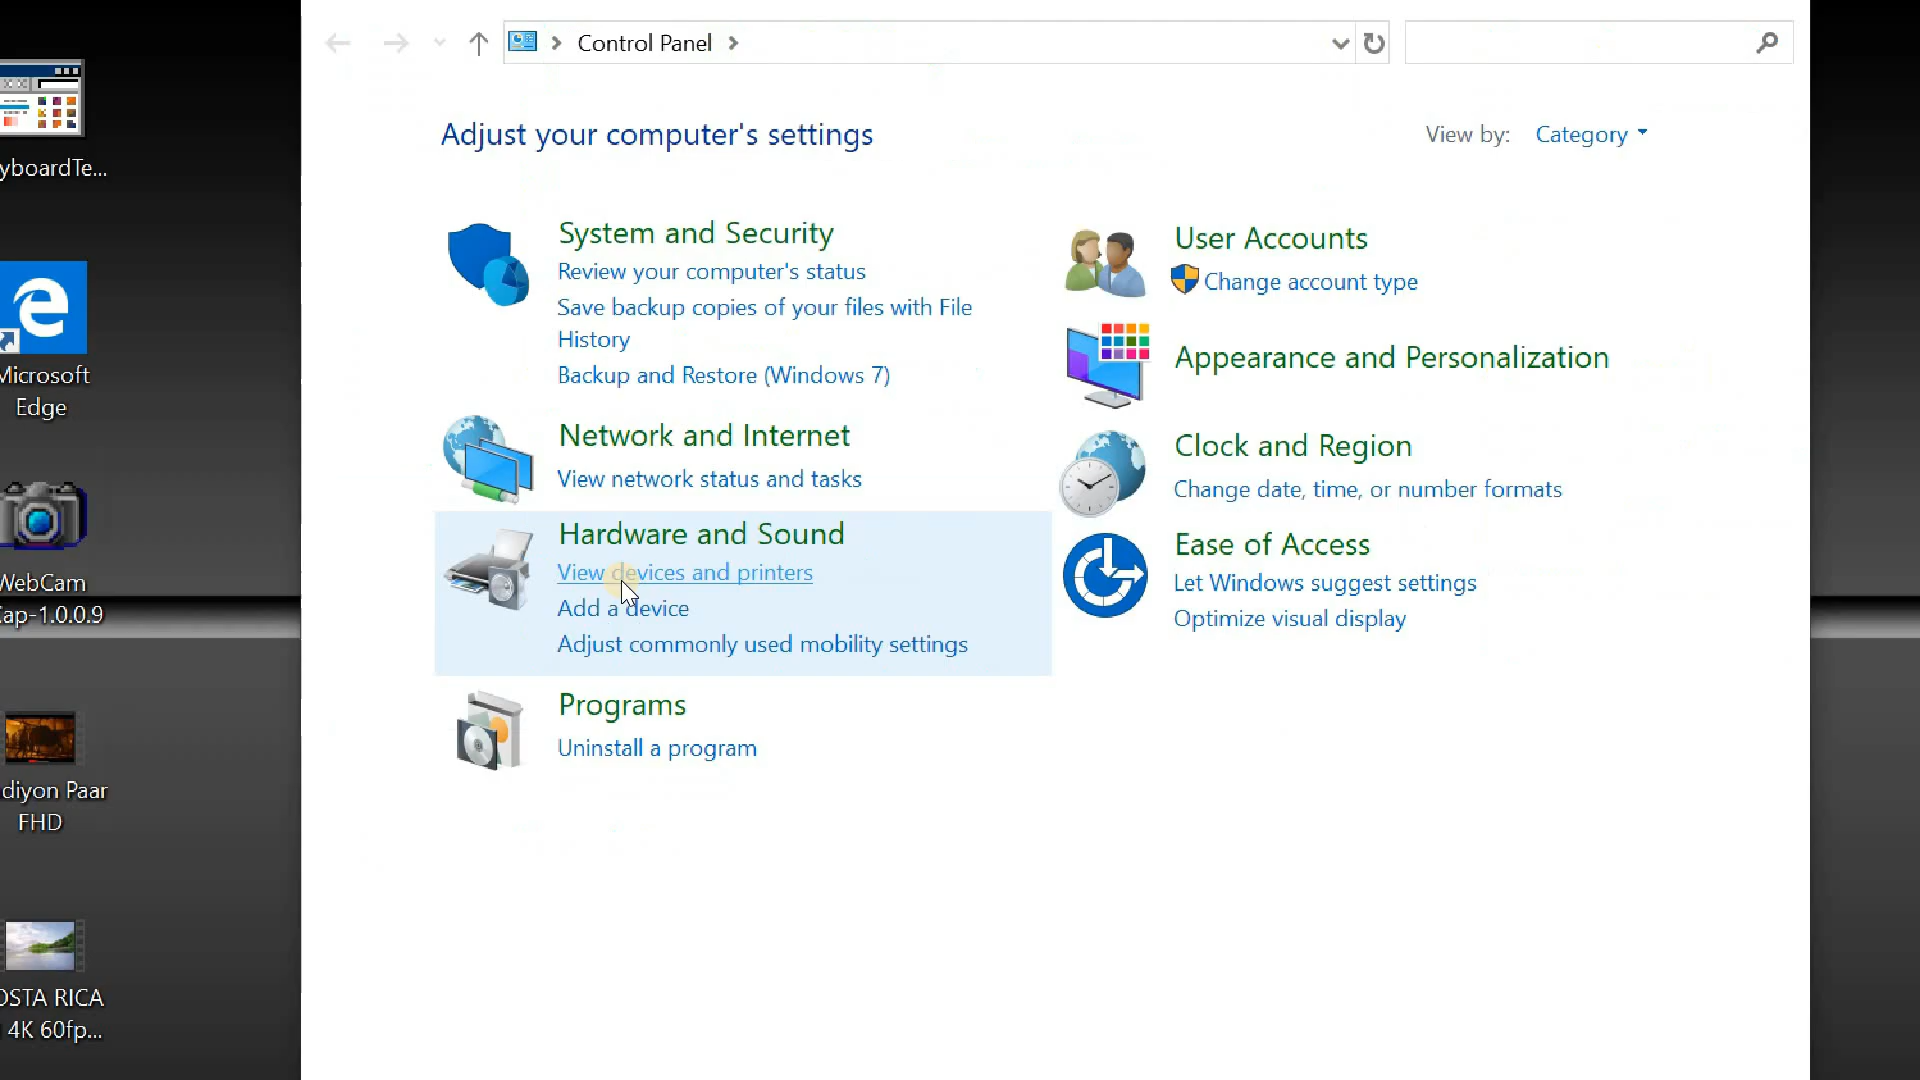 Control Panel
Adjust your computer's settings
View by: Category
System and Security
Review your computer's status
Save backup copies of your files with File
History
Backup and Restore (Windows 7)
Network and Internet
View network status and tasks
Hardware and Sound
View devices and printers
Add a device
Adjust commonly used mobility settings
Programs
Uninstall a program
User Accounts
Change account type
Appearance and Personalization
Clock and Region
Change date, time, or number formats
Ease of Access
Let Windows suggest settings
Optimize visual display
yboardTe...
Microsoft
Edge
WebCam
ap-1.0.0.9
diyon Paar
FHD
OSTA RICA
4K 60fp...